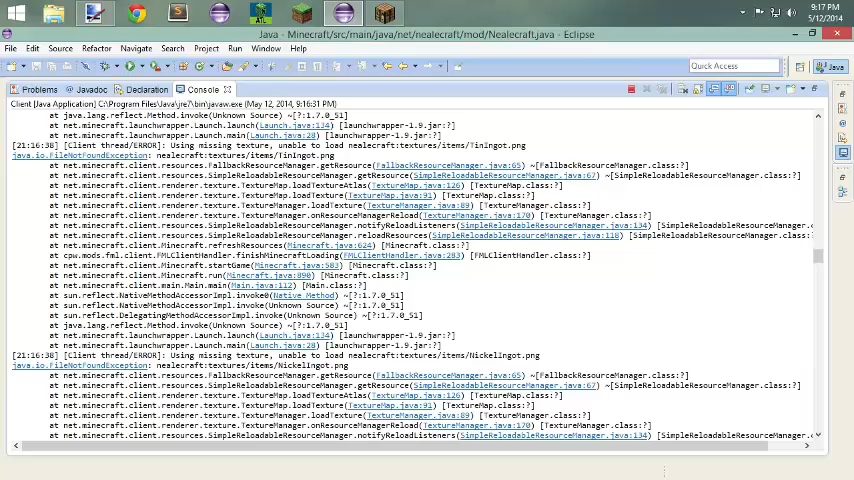 9:17 PM
5/12/2014
Java - Minecraft/src/main/java/net/nealecraft/mod/Nealecraft.java - Eclipse
File Edit Source Refactor Navigate Search Project Run Window Help
Quick Access
Java
Problems Javadoc Declaration Console
Client [Java Application] C:\Program Files\Java\jre7\bin\javaw.exe (May 12, 2014, 9:16:31 PM)
at java.lang.reflect.Method.invoke(Unknown Source) ~[?:1.7.0_51]
at net.minecraft.launchwrapper.Launch.launch(Launch.java:134) [launchwrapper-1.9.jar:?]
at net.minecraft.launchwrapper.Launch.main(Launch.java:28) [launchwrapper-1.9.jar:?]
[21:16:38] [Client thread/ERROR]: Using missing texture, unable to load nealecraft:textures/items/TinIngot.png
java.io.FileNotFoundException: nealecraft:textures/items/TinIngot.png
at net.minecraft.client.resources.FallbackResourceManager.getResource(FallbackResourceManager.java:65) ~[FallbackResourceManager.class:?]
at net.minecraft.client.resources.SimpleReloadableResourceManager.getResource(SimpleReloadableResourceManager.java:67) ~[SimpleReloadableResourceManager.class:?]
at net.minecraft.client.renderer.texture.TextureMap.loadTextureAtlas(TextureMap.java:126) [TextureMap.class:?]
at net.minecraft.client.renderer.texture.TextureMap.loadTexture(TextureMap.java:91) [TextureMap.class:?]
at net.minecraft.client.renderer.texture.TextureManager.loadTexture(TextureManager.java:89) [TextureManager.class:?]
at net.minecraft.client.renderer.texture.TextureManager.onResourceManagerReload(TextureManager.java:170) [TextureManager.class:?]
at net.minecraft.client.resources.SimpleReloadableResourceManager.notifyReloadListeners(SimpleReloadableResourceManager.java:134) [SimpleReloadableResourceManager.c
at net.minecraft.client.resources.SimpleReloadableResourceManager.reloadResources(SimpleReloadableResourceManager.java:118) [SimpleReloadableResourceManager.class:
at net.minecraft.client.Minecraft.refreshResources(Minecraft.java:624) [Minecraft.class:?]
at cpw.mods.fml.client.FMLClientHandler.finishMinecraftLoading(FMLClientHandler.java:283) [FMLClientHandler.class:?]
at net.minecraft.client.Minecraft.startGame(Minecraft.java:583) [Minecraft.class:?]
at net.minecraft.client.Minecraft.run(Minecraft.java:890) [Minecraft.class:?]
at net.minecraft.client.main.Main.main(Main.java:112) [Main.class:?]
at sun.reflect.NativeMethodAccessorImpl.invoke0(Native Method) ~[?:1.7.0_51]
at sun.reflect.NativeMethodAccessorImpl.invoke(Unknown Source) ~[?:1.7.0_51]
at sun.reflect.DelegatingMethodAccessorImpl.invoke(Unknown Source) ~[?:1.7.0_51]
at java.lang.reflect.Method.invoke(Unknown Source) ~[?:1.7.0_51]
at net.minecraft.launchwrapper.Launch.launch(Launch.java:134) [launchwrapper-1.9.jar:?]
at net.minecraft.launchwrapper.Launch.main(Launch.java:28) [launchwrapper-1.9.jar:?]
[21:16:38] [Client thread/ERROR]: Using missing texture, unable to load nealecraft:textures/items/NickelIngot.png
java.io.FileNotFoundException: nealecraft:textures/items/NickelIngot.png
at net.minecraft.client.resources.FallbackResourceManager.getResource(FallbackResourceManager.java:65) ~[FallbackResourceManager.class:?]
at net.minecraft.client.resources.SimpleReloadableResourceManager.getResource(SimpleReloadableResourceManager.java:67) ~[SimpleReloadableResourceManager.class:?]
at net.minecraft.client.renderer.texture.TextureMap.loadTextureAtlas(TextureMap.java:126) [TextureMap.class:?]
at net.minecraft.client.renderer.texture.TextureMap.loadTexture(TextureMap.java:91) [TextureMap.class:?]
at net.minecraft.client.renderer.texture.TextureManager.loadTexture(TextureManager.java:89) [TextureManager.class:?]
at net.minecraft.client.renderer.texture.TextureManager.onResourceManagerReload(TextureManager.java:170) [TextureManager.class:?]
at net.minecraft.client.resources.SimpleReloadableResourceManager.notifyReloadListeners(SimpleReloadableResourceManager.java:134) [SimpleReloadableResourceManager.c